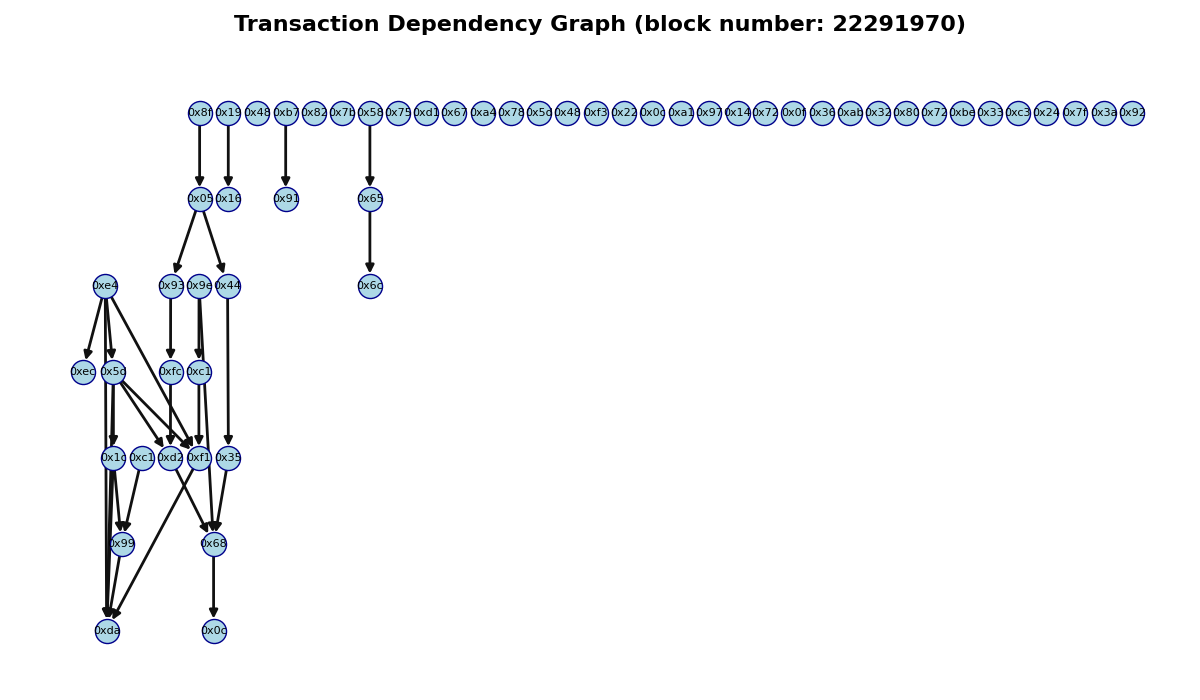 Transaction Dependency Graph (block number: 22291970)
0x8f 0x19 0x48 0xb7 0x82 0x7b 0x58 0x75 0xd1 0x67 0xa4 0x78 0x5c 0x48 0xf3 0x22 0x0c 0xa1 0x97 0x14 0x72 0x0f 0x36 0xab 0x32 0x80 0x72 0xbe 0x33 0xc3 0x24 0x7f 0x3a 0x92
0x05 0x16 0x91 0x65
0xe4 0x93 0x9e 0x44 0x6c
0xec 0x5d 0xfc 0xc1
0x1c 0xc1 0xd2 0xf1 0x35
0x99 0x68
0xda 0x0c